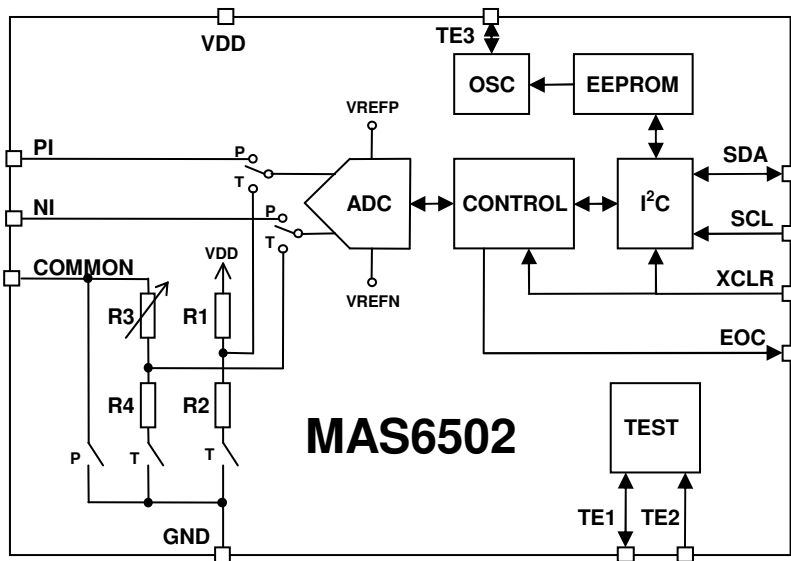 VDD
TE3
OSC
EEPROM
VREFP
PI
P
T
NI
P
T
ADC
CONTROL
I²C
SDA
SCL
COMMON
VDD
VREFN
XCLR
R3
R1
EOC
R4
R2
MAS6502
TEST
P
T
T
TE1
TE2
GND